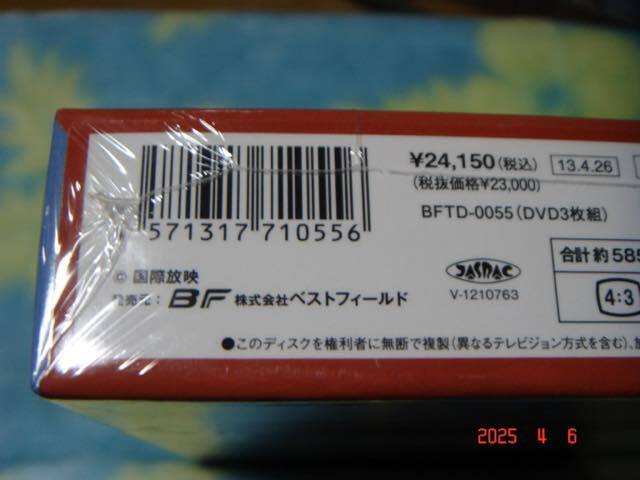 ¥24,150(税込)
13.4.26
(税抜価格¥23,000)
571317 710556
BFTD-0055(DVD3枚組)
© 国際放映
発売元: BF 株式会社ベストフィールド
JASRAC
V-1210763
合計 約585
4:3
●このディスクを権利者に無断で複製(異なるテレビジョン方式を含む)、放
2025 4 6